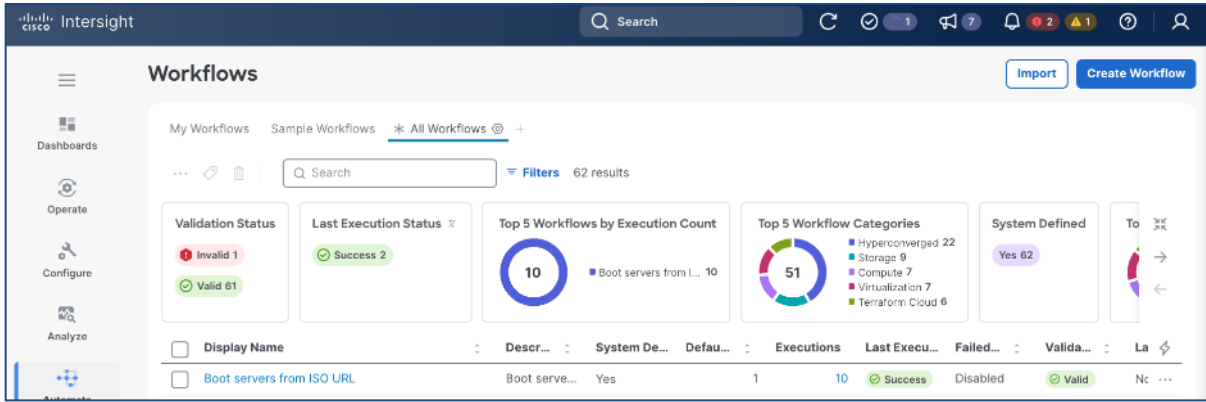 cisco Intersight
Search
1
7
2
1
Workflows
Import
Create Workflow
Dashboards
Operate
Configure
Analyze
Automate
My Workflows
Sample Workflows
All Workflows
+
Search
Filters
62 results
Validation Status
Invalid 1
Valid 61
Last Execution Status
Success 2
Top 5 Workflows by Execution Count
10
Boot servers from I... 10
Top 5 Workflow Categories
51
Hyperconverged 22
Storage 9
Compute 7
Virtualization 7
Terraform Cloud 6
System Defined
Yes 62
To
Display Name Descr... System De... Defau... Executions Last Execu... Failed... Valida... La
Boot servers from ISO URL Boot serve... Yes 1 10 Success Disabled Valid Nc ...